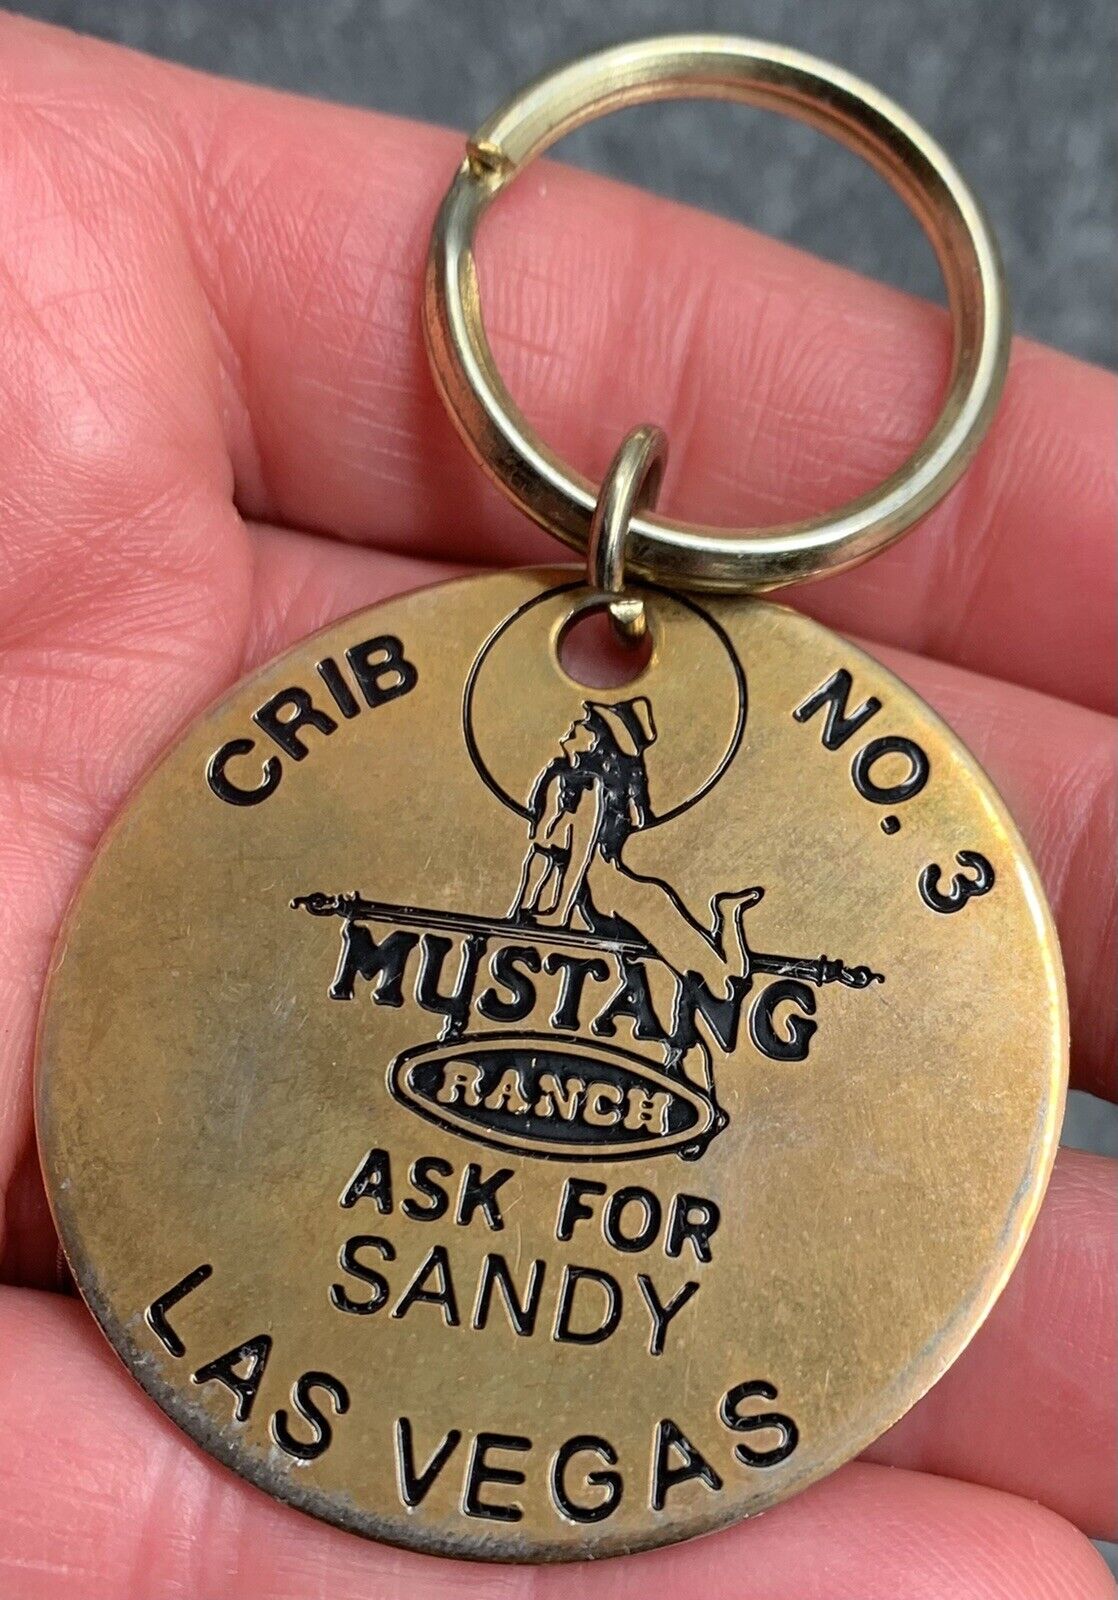 CRIB NO. 3
MUSTANG
RANCH
ASK FOR
SANDY
LAS VEGAS